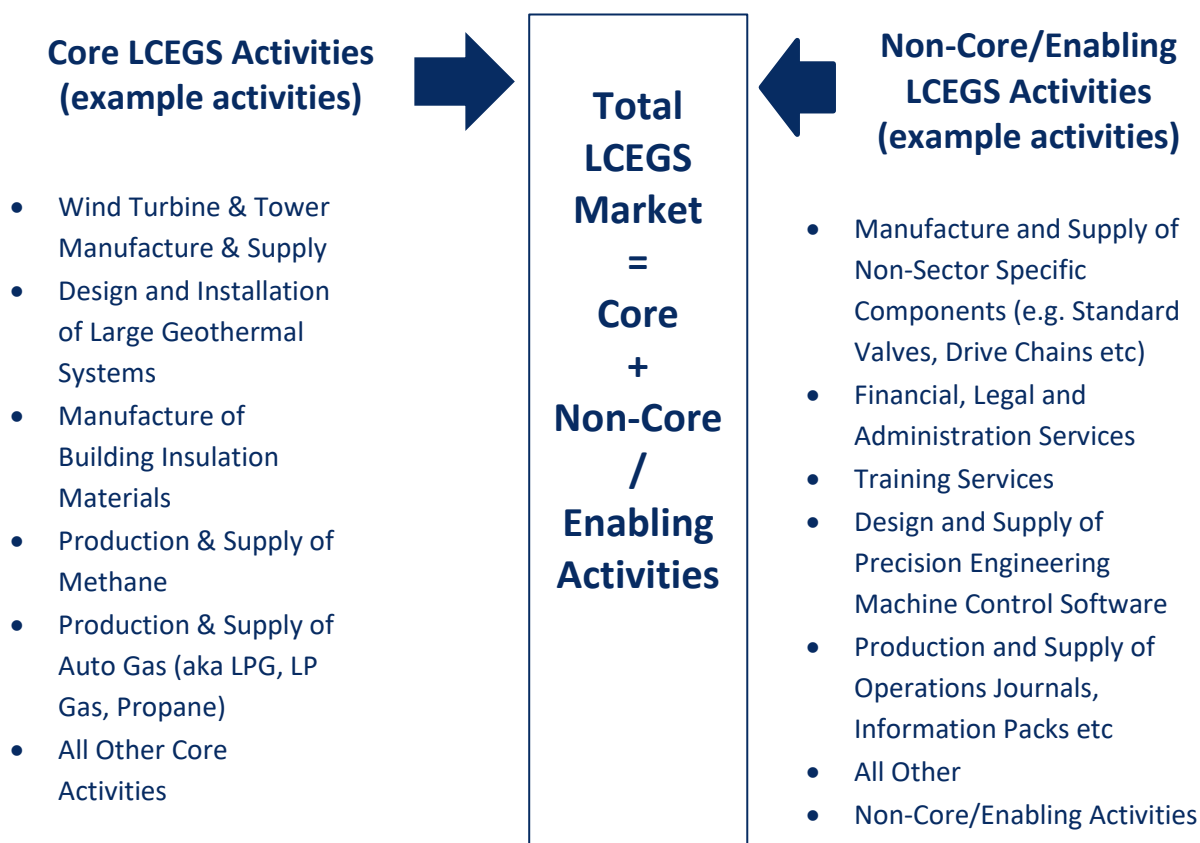 Core LCEGS Activities
(example activities)
• Wind Turbine & Tower
Manufacture & Supply
• Design and Installation
of Large Geothermal
Systems
• Manufacture of
Building Insulation
Materials
• Production & Supply of
Methane
• Production & Supply of
Auto Gas (aka LPG, LP
Gas, Propane)
• All Other Core
Activities
Total
LCEGS
Market
=
Core
+
Non-Core
/
Enabling
Activities
Non-Core/Enabling
LCEGS Activities
(example activities)
• Manufacture and Supply of
Non-Sector Specific
Components (e.g. Standard
Valves, Drive Chains etc)
• Financial, Legal and
Administration Services
• Training Services
• Design and Supply of
Precision Engineering
Machine Control Software
• Production and Supply of
Operations Journals,
Information Packs etc
• All Other
• Non-Core/Enabling Activities